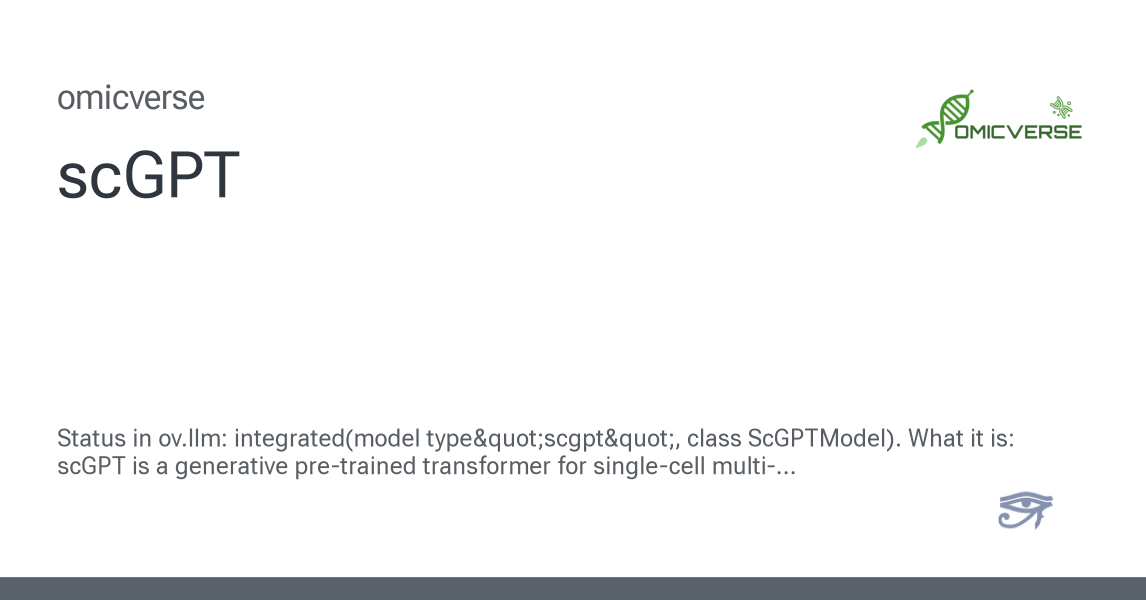 omicverse
OMICVERSE
scGPT
Status in ov.llm: integrated(model type&quot;scgpt&quot;, class ScGPTModel). What it is:
scGPT is a generative pre-trained transformer for single-cell multi-...